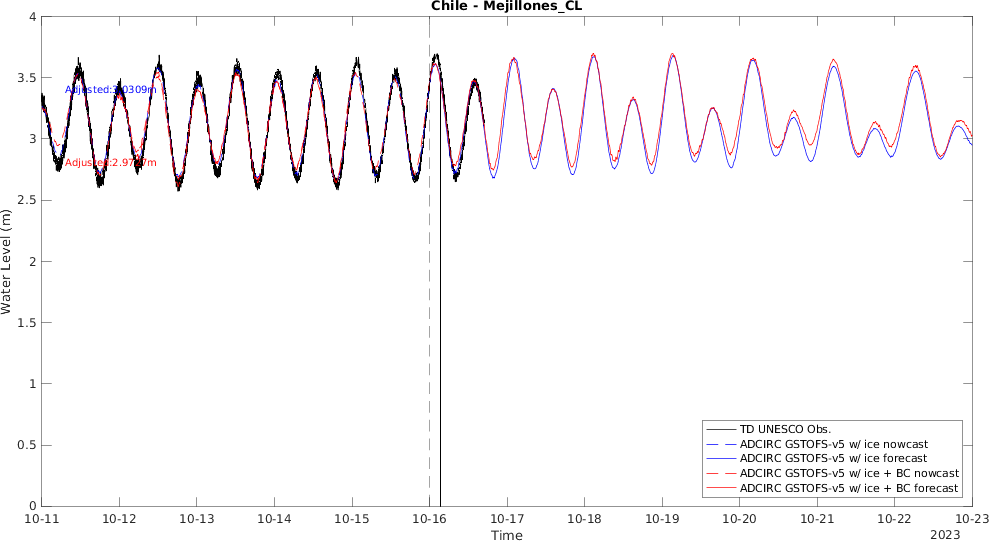 Chile - Mejillones_CL
4
3.5
3
2.5
2
1.5
1
0.5
0
Water Level (m)
Adjusted:3.0309m
10-11
10-12
10-13
10-14
10-15
10-16
10-17
10-18
10-19
10-20
10-21
10-22
10-23
Time
2023
TD UNESCO Obs.
ADCIRC GSTOFS-v5 w/ ice nowcast
ADCIRC GSTOFS-v5 w/ ice forecast
ADCIRC GSTOFS-v5 w/ ice + BC nowcast
ADCIRC GSTOFS-v5 w/ ice + BC forecast